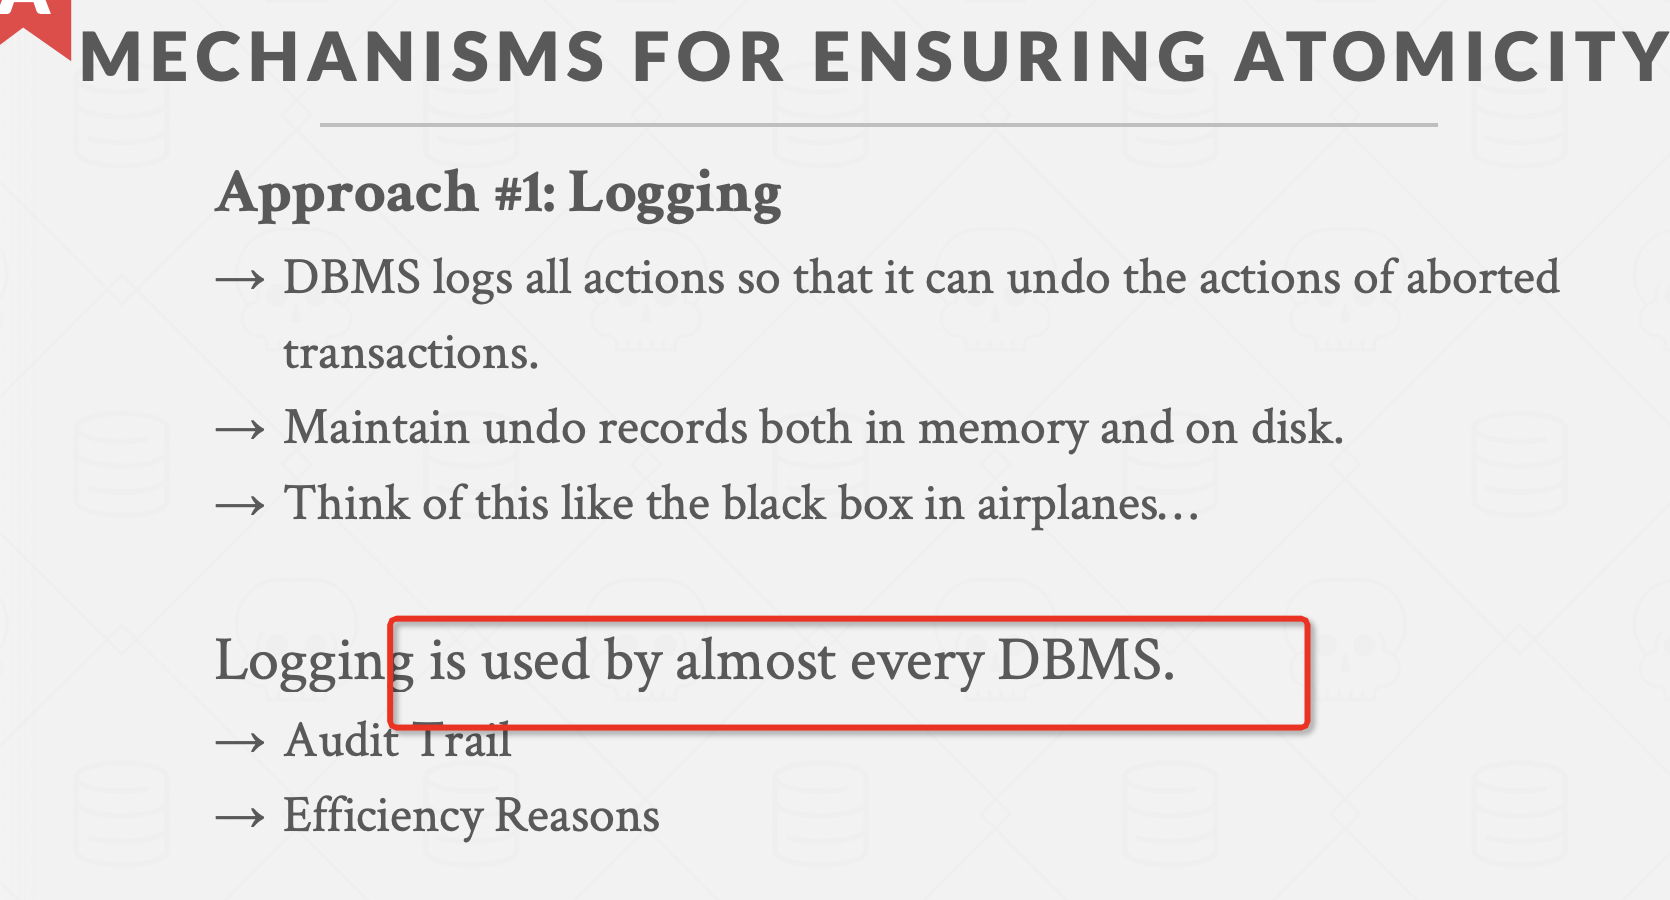 A
MECHANISMS FOR ENSURING ATOMICITY
Approach #1: Logging
→ DBMS logs all actions so that it can undo the actions of aborted
transactions.
→ Maintain undo records both in memory and on disk.
→ Think of this like the black box in airplanes…
Logging is used by almost every DBMS.
→ Audit Trail
→ Efficiency Reasons